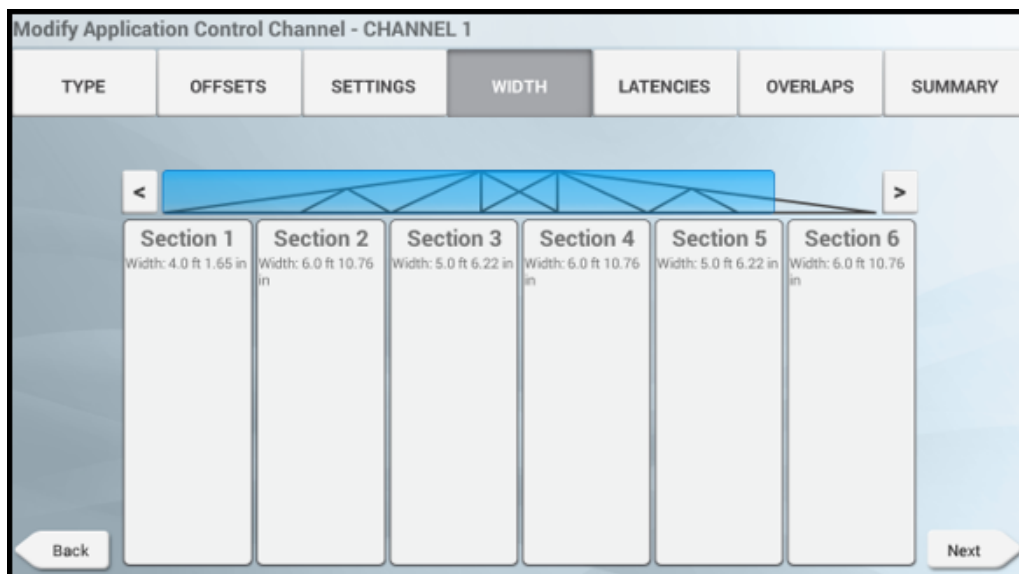 Modify Application Control Channel - CHANNEL 1
TYPE
OFFSETS
SETTINGS
WIDTH
LATENCIES
OVERLAPS
SUMMARY
<
>
Section 1
Width: 4.0 ft 1.65 in
Section 2
Width: 6.0 ft 10.76
in
Section 3
Width: 5.0 ft 6.22 in
Section 4
Width: 6.0 ft 10.76
in
Section 5
Width: 5.0 ft 6.22 in
Section 6
Width: 6.0 ft 10.76
in
Back
Next